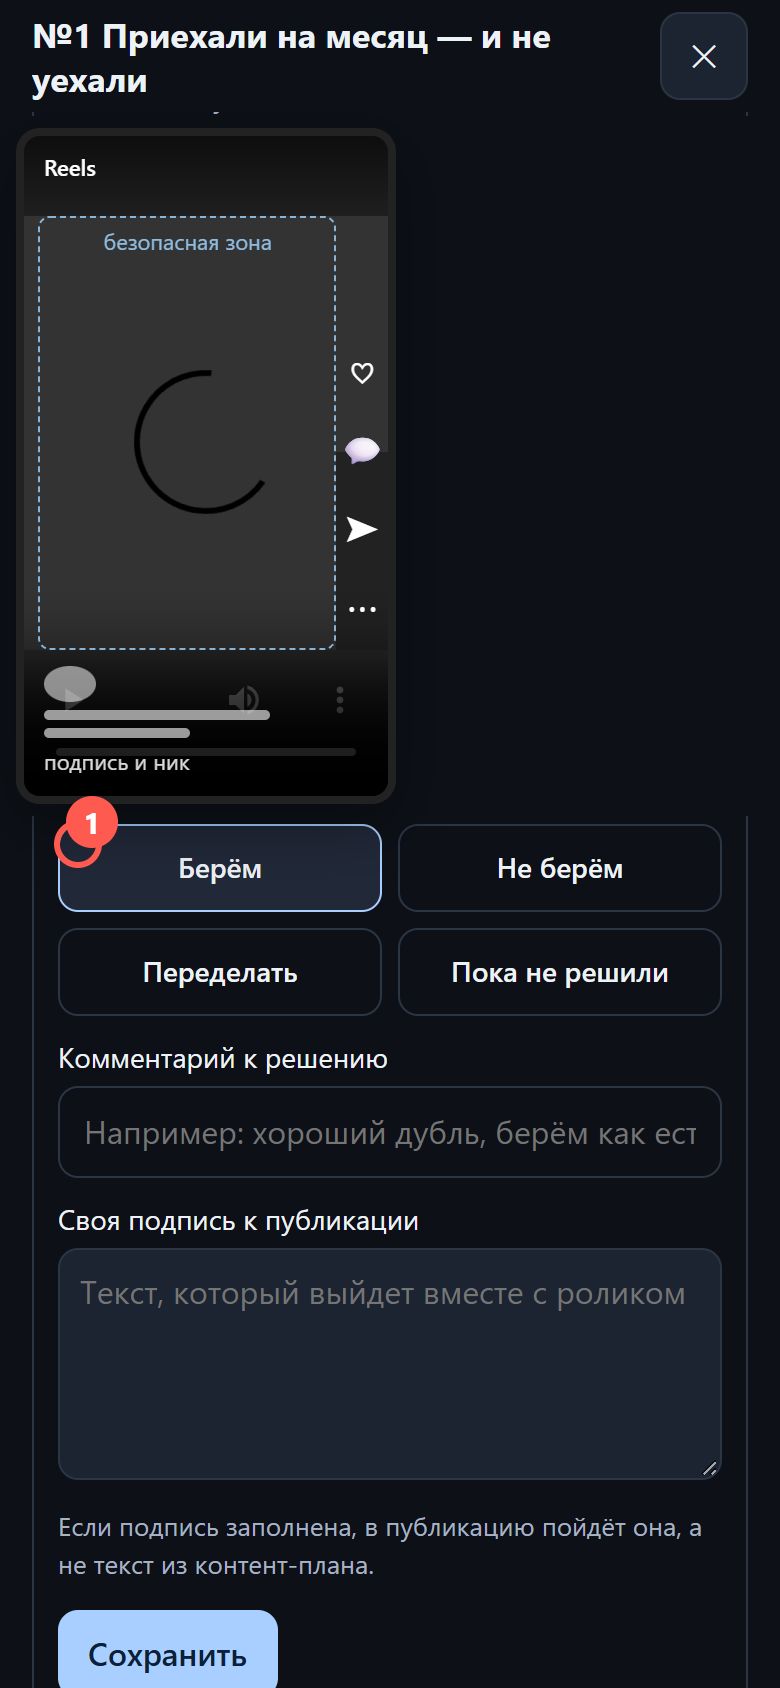 №1 Приехали на месяц — и не
уехали
Reels
безопасная зона
подпись и ник
1
Берём
Не берём
Переделать
Пока не решили
Комментарий к решению
Например: хороший дубль, берём как ест
Своя подпись к публикации
Текст, который выйдет вместе с роликом
Если подпись заполнена, в публикацию пойдёт она, а
не текст из контент-плана.
Сохранить